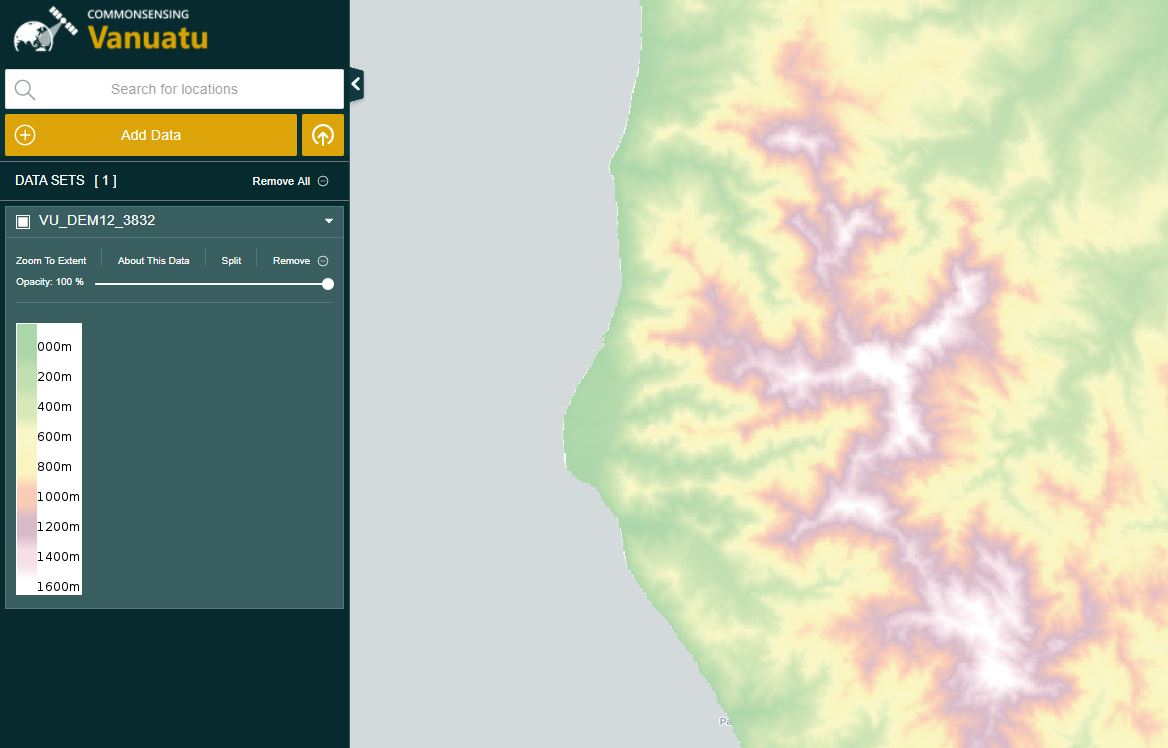 COMMONSENSING
Vanuatu
Search for locations
Add Data
DATA SETS [ 1 ] Remove All
VU_DEM12_3832
Zoom To Extent About This Data Split Remove
Opacity: 100 %
000m
200m
400m
600m
800m
1000m
1200m
1400m
1600m
Pa